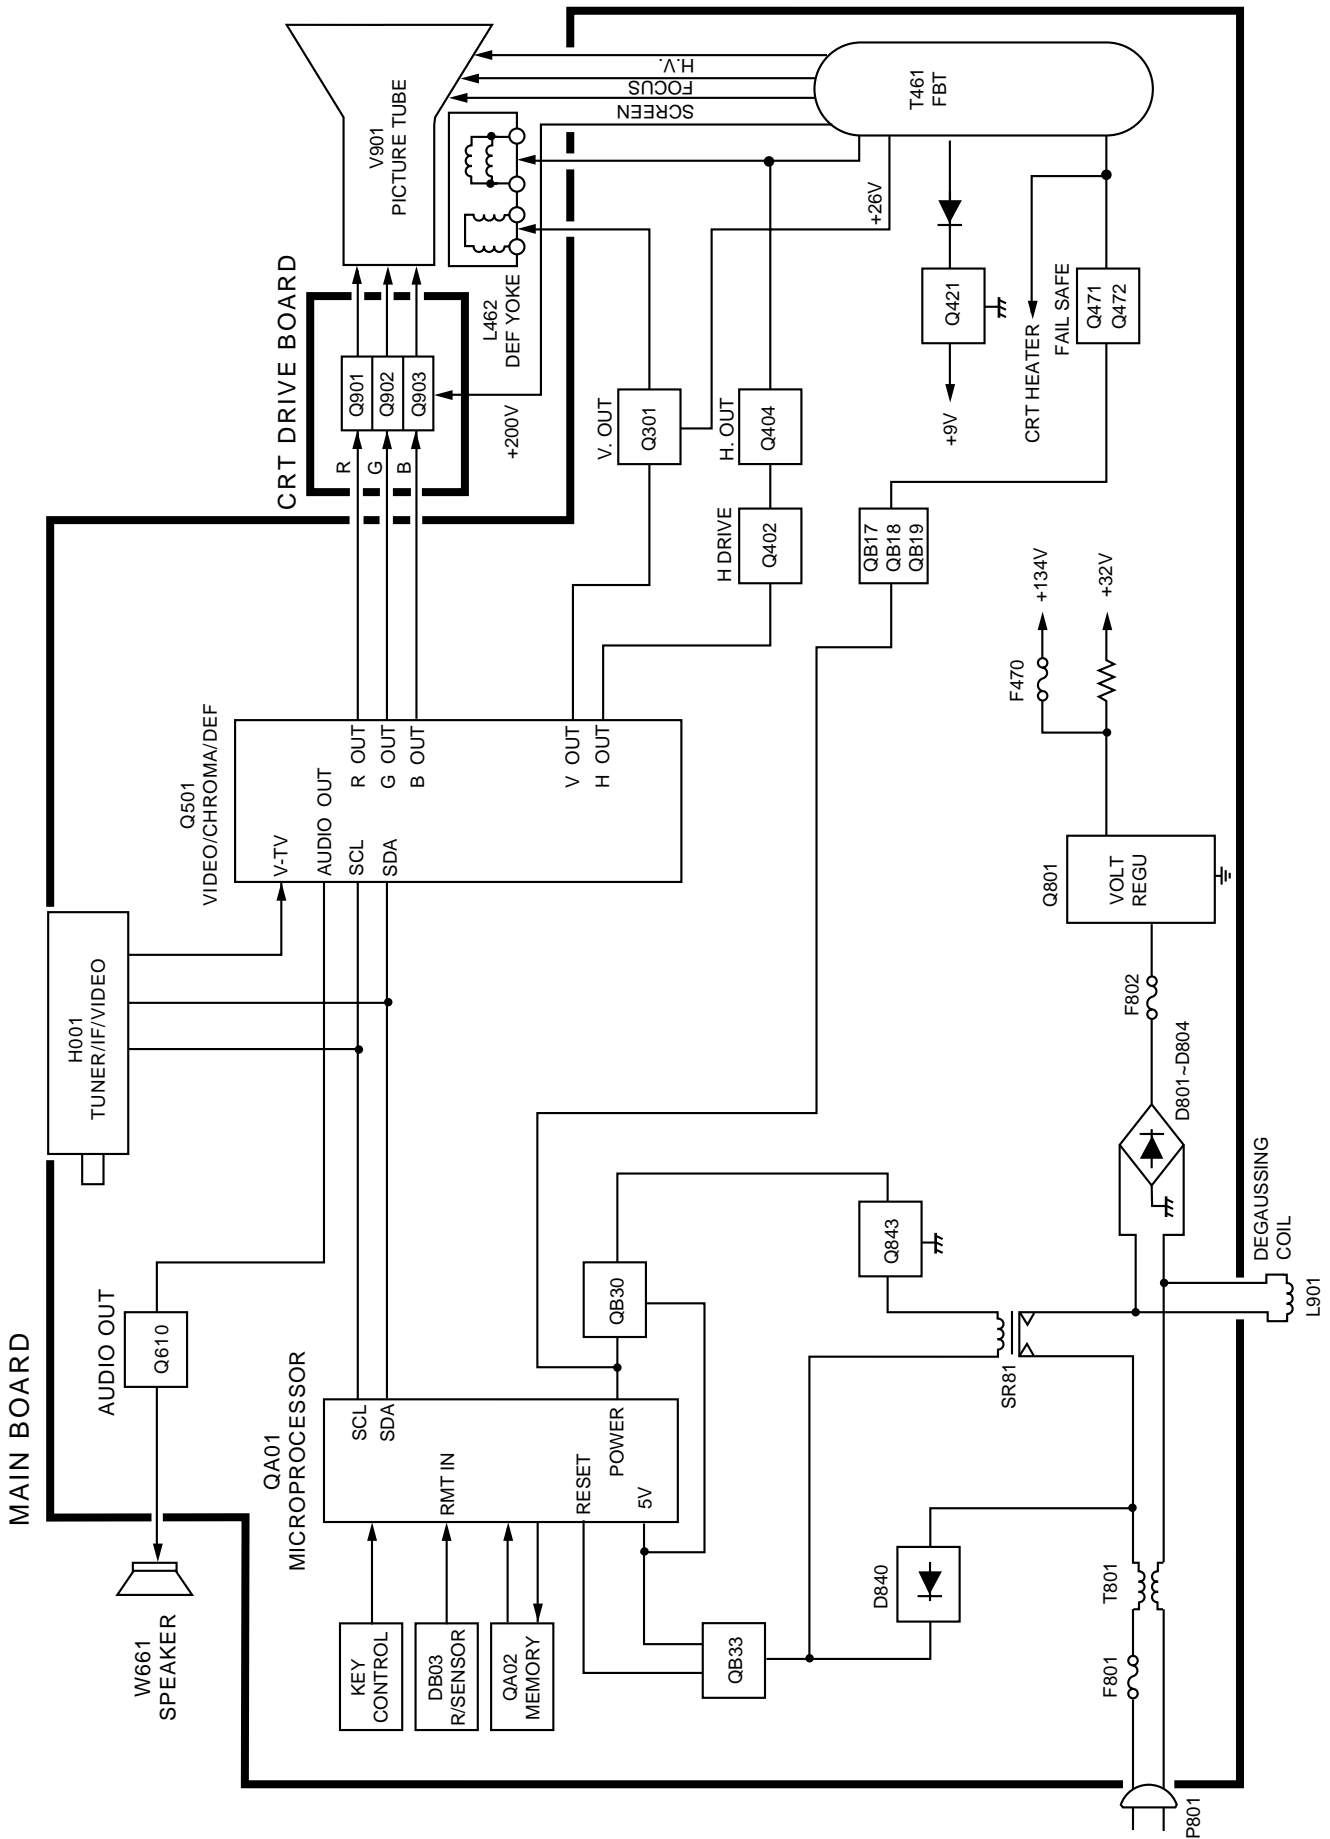 MAIN BOARD
W661
SPEAKER
AUDIO OUT
Q610
H001
TUNER/IF/VIDEO
CRT DRIVE BOARD
R
G
B
Q901
Q902
Q903
V901
PICTURE TUBE
H.V.
FOCUS
SCREEN
L462
DEF YOKE
+200V
T461
FBT
Q501
VIDEO/CHROMA/DEF
V-TV
AUDIO OUT
SCL
SDA
R OUT
G OUT
B OUT
V OUT
H OUT
V. OUT
Q301
H. OUT
Q404
H DRIVE
Q402
+26V
Q421
+9V
CRT HEATER
FAIL SAFE
Q471
Q472
QB17
QB18
QB19
QA01
MICROPROCESSOR
SCL
SDA
RMT IN
RESET
POWER
5V
KEY
CONTROL
DB03
R/SENSOR
QA02
MEMORY
QB33
QB30
Q843
D840
SR81
F470
+134V
+32V
Q801
VOLT
REGU
F802
D801~D804
DEGAUSSING
COIL
L901
T801
F801
P801